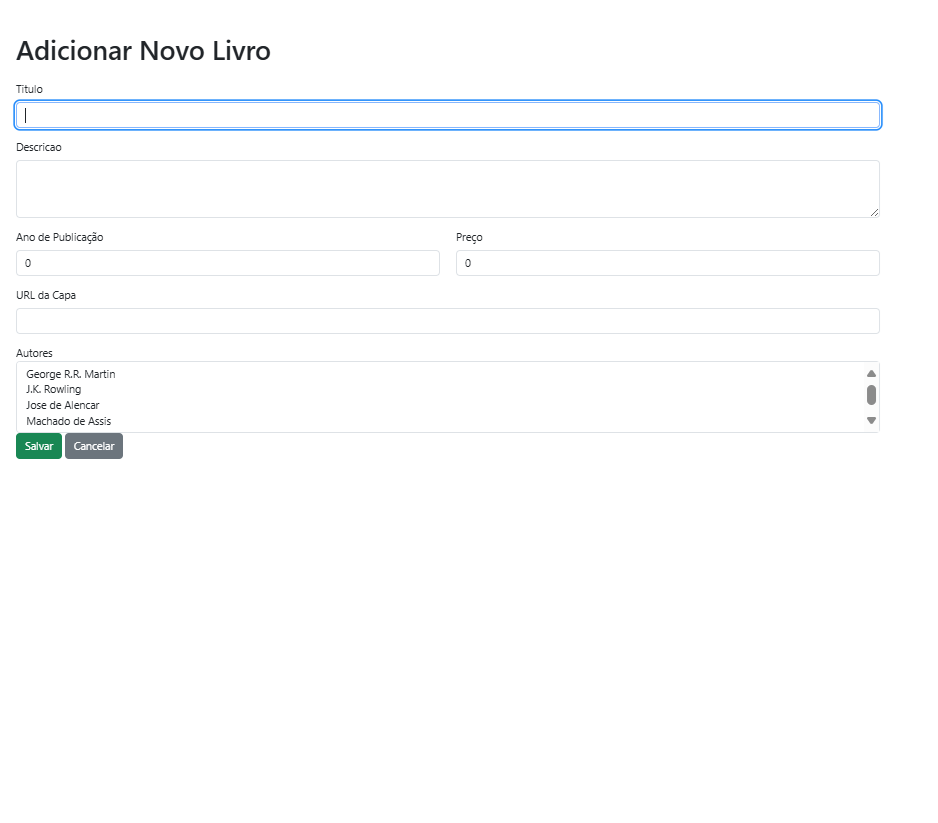 Adicionar Novo Livro
Titulo
Descricao
Ano de Publicação Preço
0 0
URL da Capa
Autores
George R.R. Martin
J.K. Rowling
Jose de Alencar
Machado de Assis
Salvar Cancelar